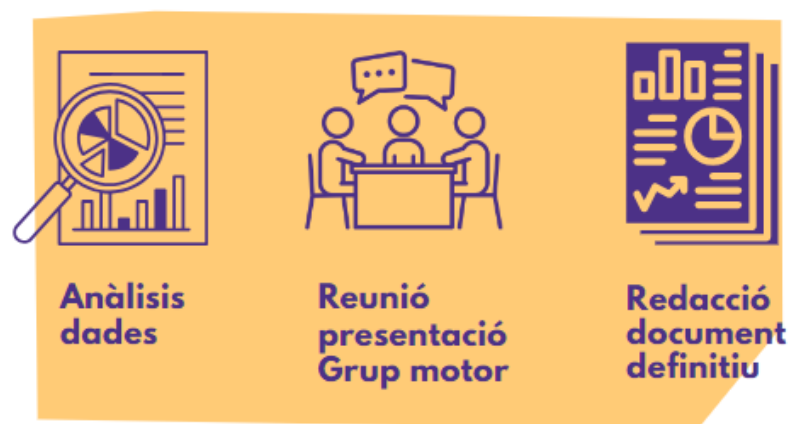 Anàlisis
dades
Reunió
presentació
Grup motor
Redacció
document
definitiu